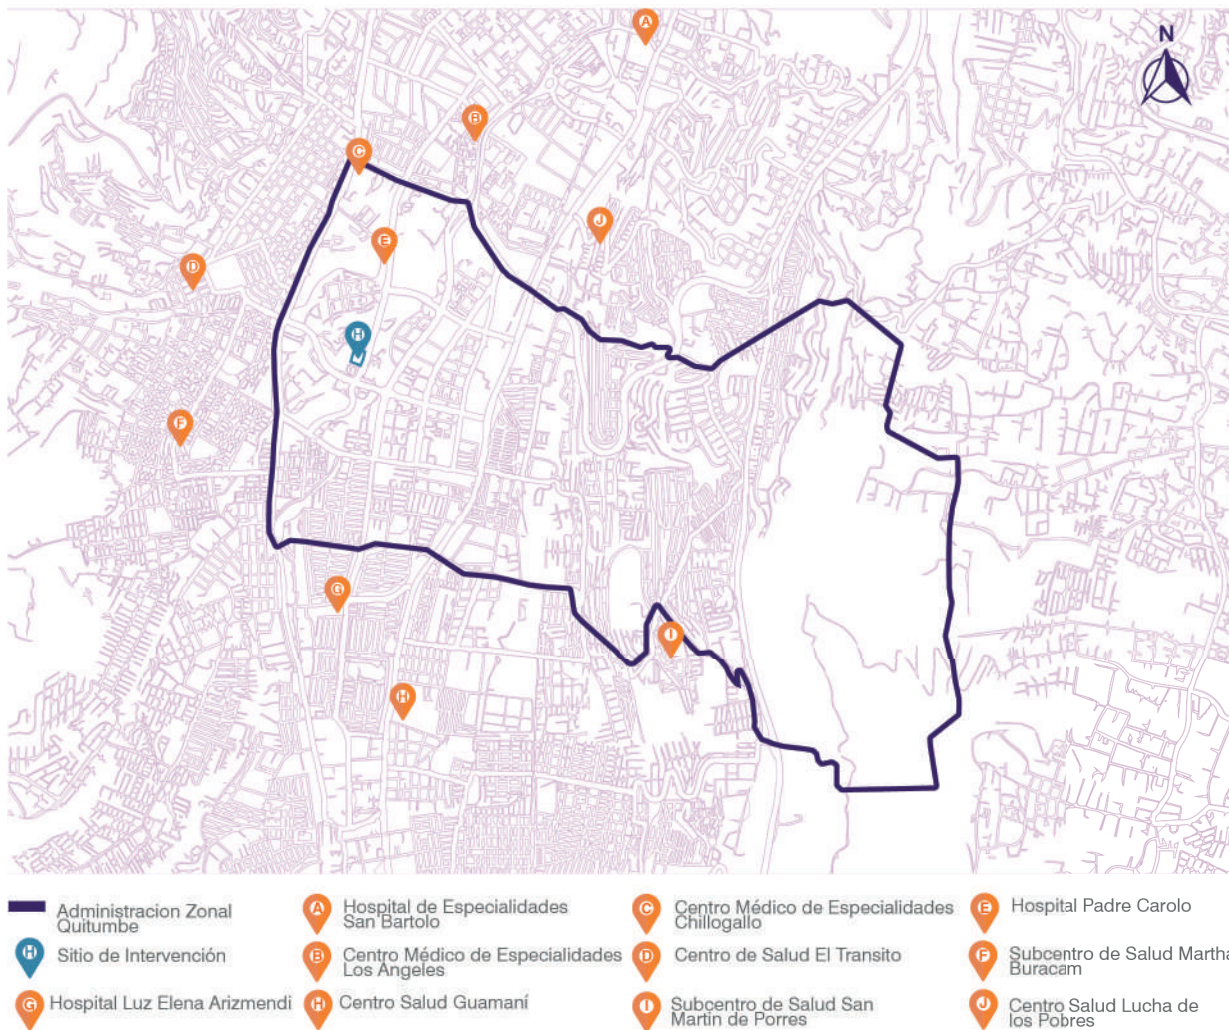 A
N
B
C
J
E
D
H
F
G
I
H
Administracion Zonal
Quitumbe
A Hospital de Especialidades
San Bartolo
C Centro Médico de Especialidades
Chillogallo
E Hospital Padre Carolo
H Sitio de Intervención
B Centro Médico de Especialidades
Los Angeles
D Centro de Salud El Transito
F Subcentro de Salud Martha
Buracam
G Hospital Luz Elena Arizmendi
H Centro Salud Guamaní
I Subcentro de Salud San
Martin de Porres
J Centro Salud Lucha de
los Pobres